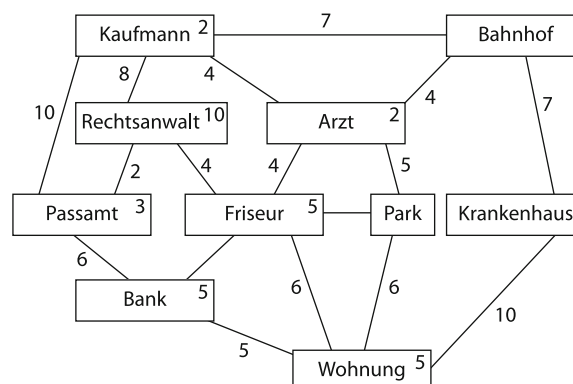 Kaufmann 2
7
Bahnhof
8
4
4
10
7
Rechtsanwalt 10
Arzt 2
2
4
4
5
Passamt 3
Friseur 5
Park
Krankenhaus
6
Bank 5
6
6
10
5
Wohnung 5